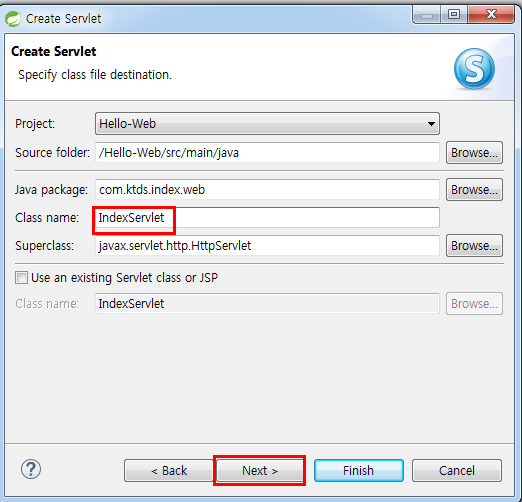 Create Servlet
Create Servlet
Specify class file destination.
S
Project: Hello-Web
Source folder: /Hello-Web/src/main/java Browse...
Java package: com.ktds.index.web Browse...
Class name: IndexServlet
Superclass: javax.servlet.http.HttpServlet Browse...
Use an existing Servlet class or JSP
Class name: IndexServlet Browse...
? < Back Next > Finish Cancel